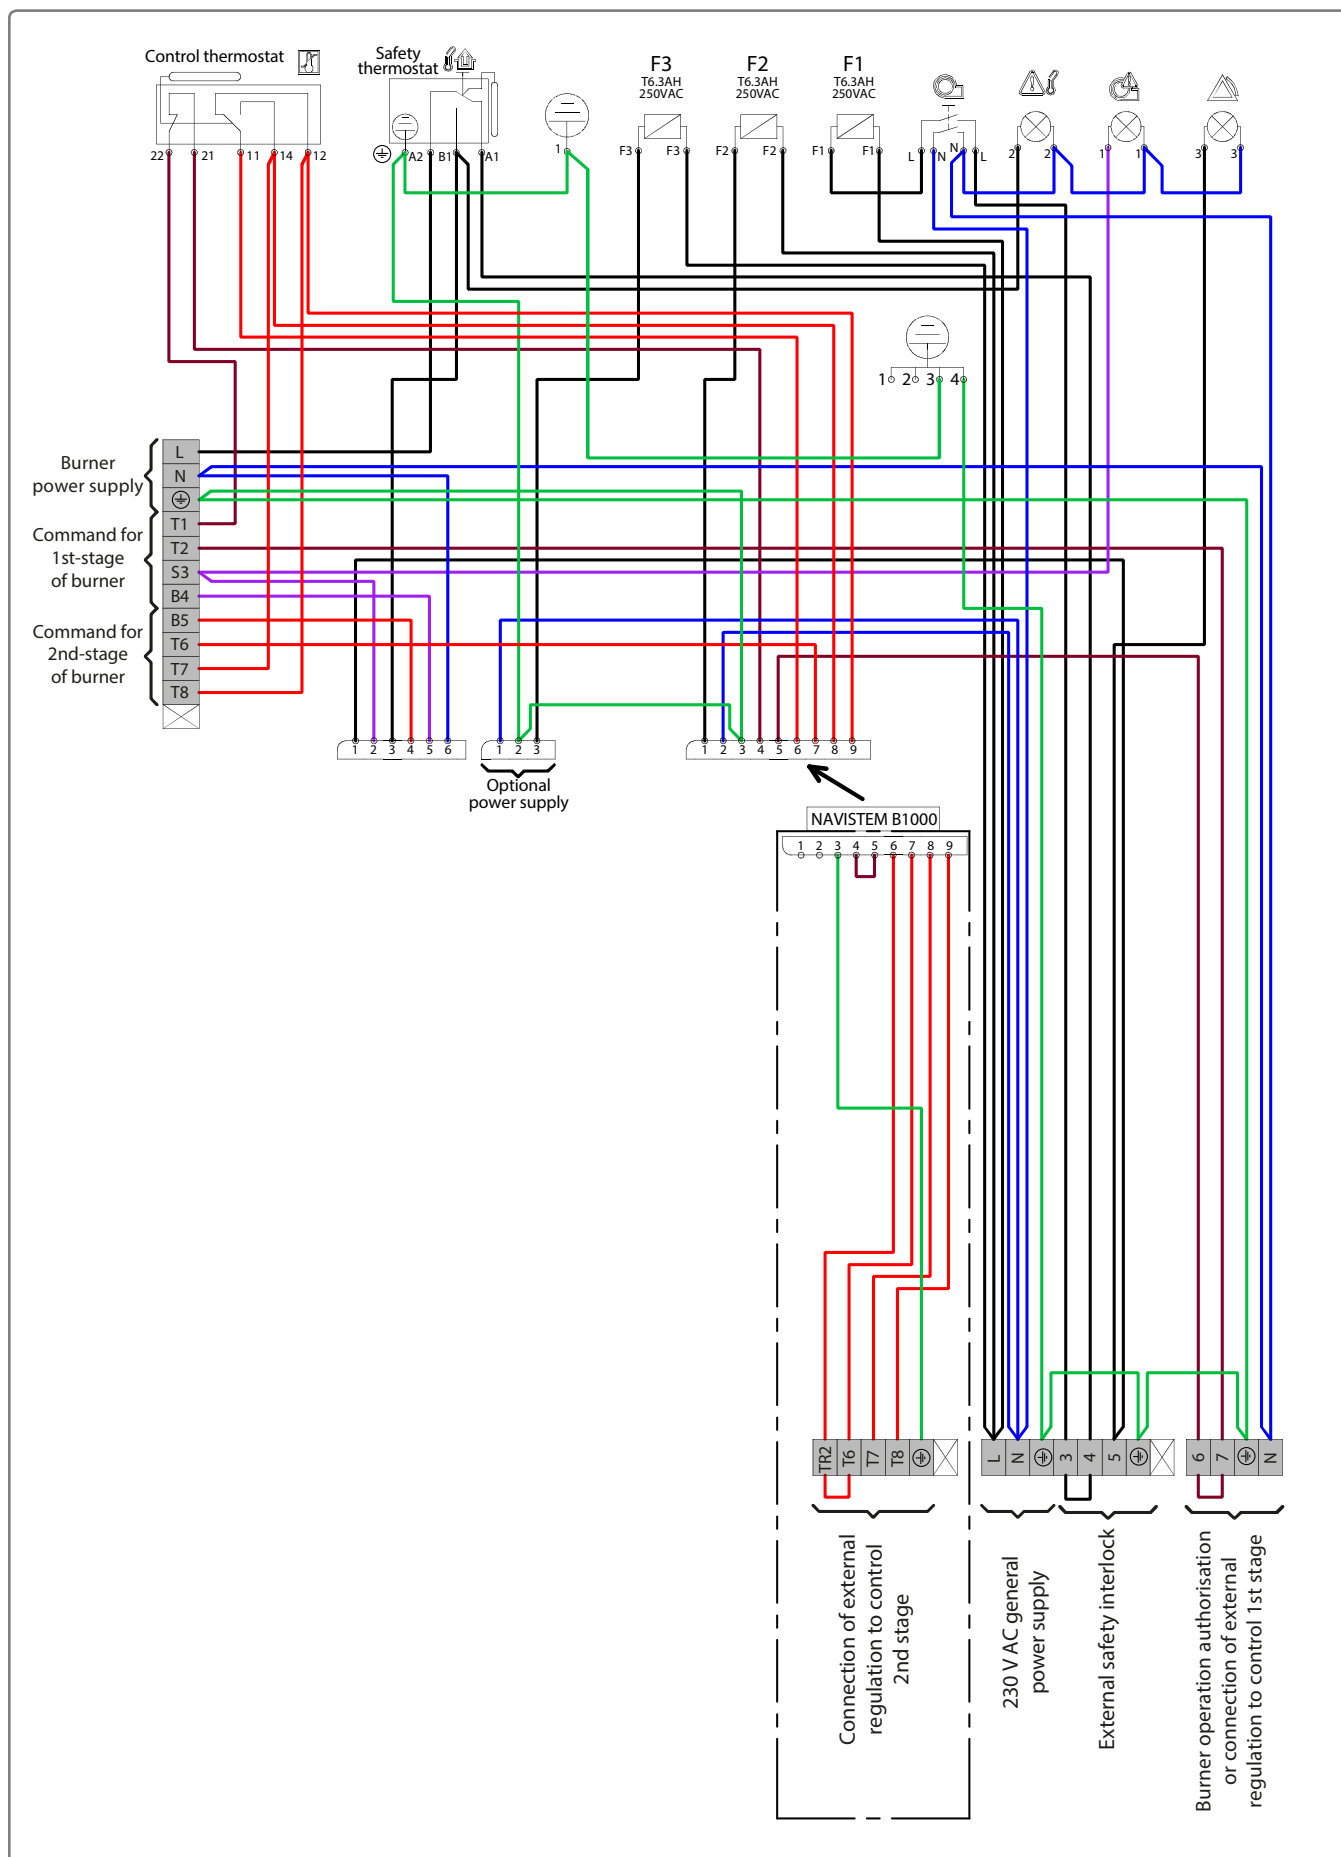 Control thermostat
Safety
thermostat
F3
T6.3AH
250VAC
F2
T6.3AH
250VAC
F1
T6.3AH
250VAC
22 21 11 14 12
A2 B1 A1
1
F3 F3
F2 F2
F1 F1
L N N L
2 2
1 1
3 3
1 2 3 4
Burner
power supply
L
N
Command for
1st-stage
of burner
T1
T2
S3
B4
Command for
2nd-stage
of burner
B5
T6
T7
T8
1 2 3 4 5 6
1 2 3
Optional
power supply
1 2 3 4 5 6 7 8 9
NAVISTEM B1000
1 2 3 4 5 6 7 8 9
TR2 T6 T7 T8
L N 3 4 5
6 7 N
Connection of external
regulation to control
2nd stage
230 V AC general
power supply
External safety interlock
Burner operation authorisation
or connection of external
regulation to control 1st stage